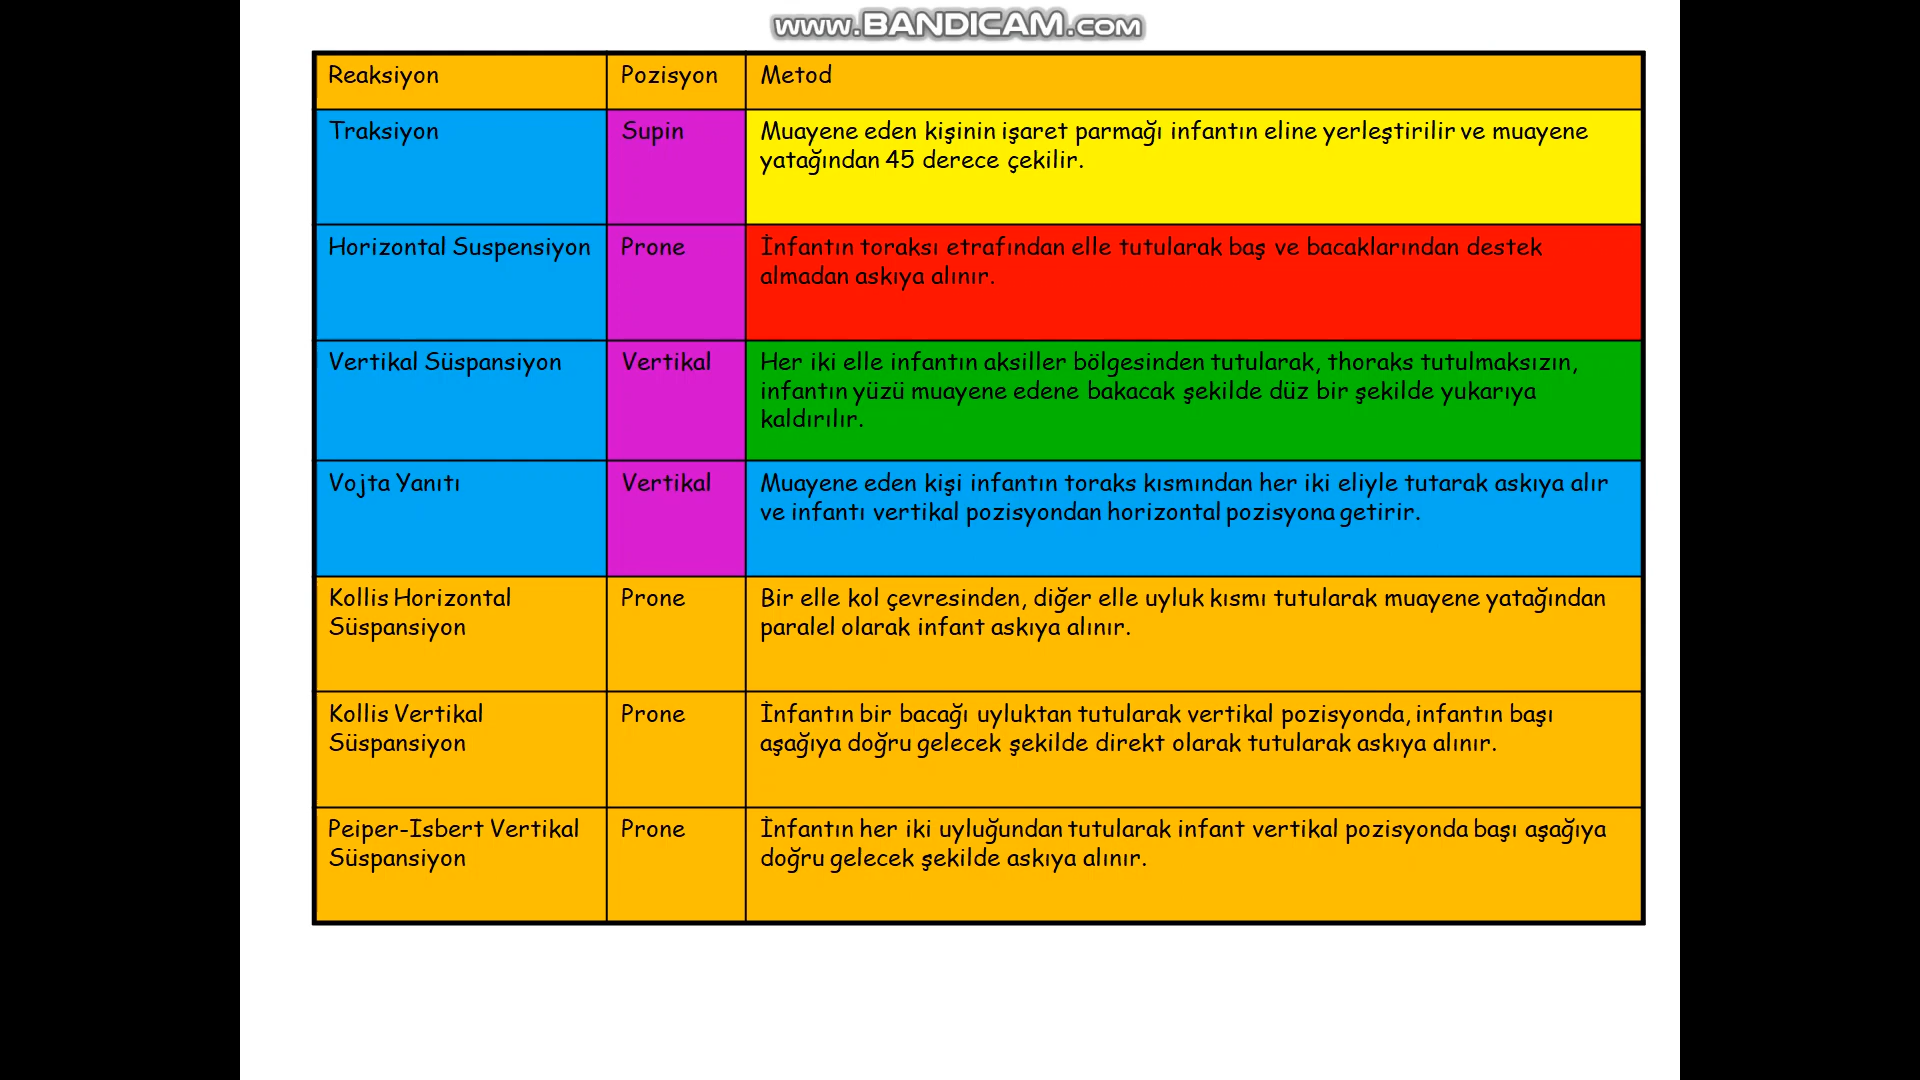 www.BANDICAM.com
Reaksiyon
Pozisyon
Metod
Traksiyon
Supin
Muayene eden kişinin işaret parmağı infantın eline yerleştirilir ve muayene
yatağından 45 derece çekilir.
Horizontal Suspensiyon
Prone
İnfantın toraksı etrafından elle tutularak baş ve bacaklarından destek
almadan askıya alınır.
Vertikal Süspansiyon
Vertikal
Her iki elle infantın aksiller bölgesinden tutularak, thoraks tutulmaksızın,
infantın yüzü muayene edene bakacak şekilde düz bir şekilde yukarıya
kaldırılır.
Vojta Yanıtı
Vertikal
Muayene eden kişi infantın toraks kısmından her iki eliyle tutarak askıya alır
ve infantı vertikal pozisyondan horizontal pozisyona getirir.
Kollis Horizontal
Süspansiyon
Prone
Bir elle kol çevresinden, diğer elle uyluk kısmı tutularak muayene yatağından
paralel olarak infant askıya alınır.
Kollis Vertikal
Süspansiyon
Prone
İnfantın bir bacağı uyluktan tutularak vertikal pozisyonda, infantın başı
aşağıya doğru gelecek şekilde direkt olarak tutularak askıya alınır.
Peiper-Isbert Vertikal
Süspansiyon
Prone
İnfantın her iki uyluğundan tutularak infant vertikal pozisyonda başı aşağıya
doğru gelecek şekilde askıya alınır.